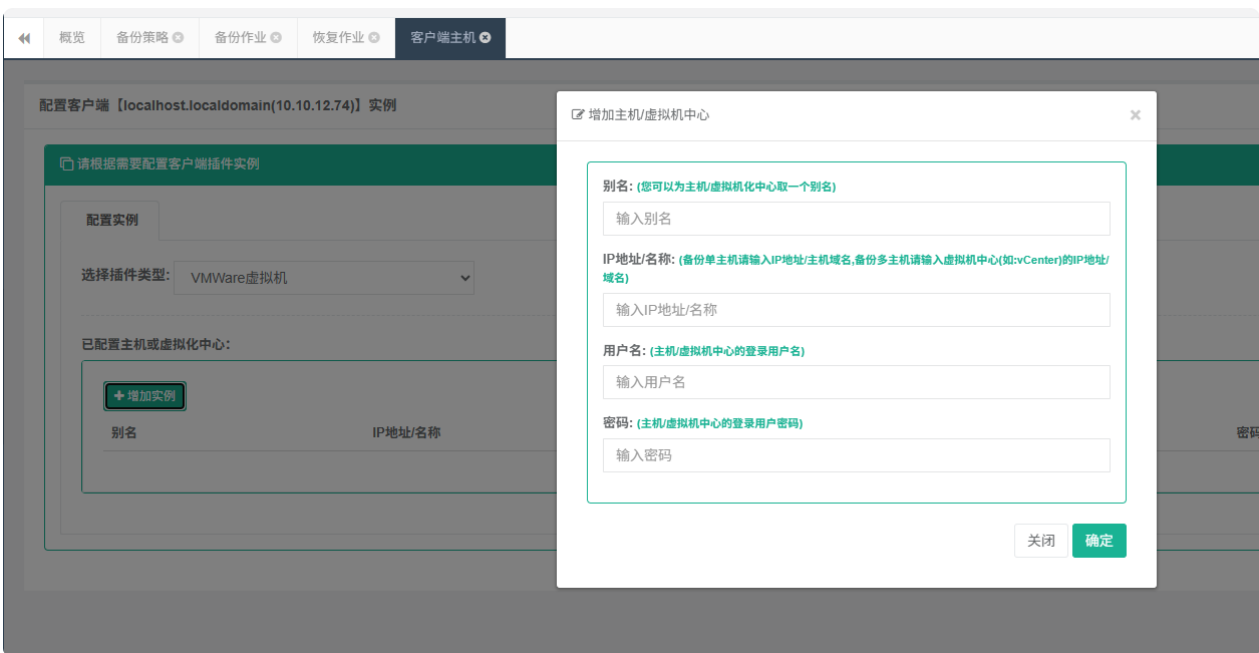 概览 备份策略 备份作业 恢复作业 客户端主机
配置客户端【localhost.localdomain(10.10.12.74)】实例
请根据需要配置客户端插件实例
配置实例
选择插件类型: VMWare虚拟机
已配置主机或虚拟化中心:
增加实例
别名 IP地址/名称 密码
增加主机/虚拟机中心 ×
别名: (您可以为主机/虚拟机化中心取一个别名)
输入别名
IP地址/名称: (备份单主机请输入IP地址/主机域名,备份多主机请输入虚拟机中心(如:vCenter)的IP地址/
域名)
输入IP地址/名称
用户名: (主机/虚拟机中心的登录用户名)
输入用户名
密码: (主机/虚拟机中心的登录用户密码)
输入密码
关闭 确定